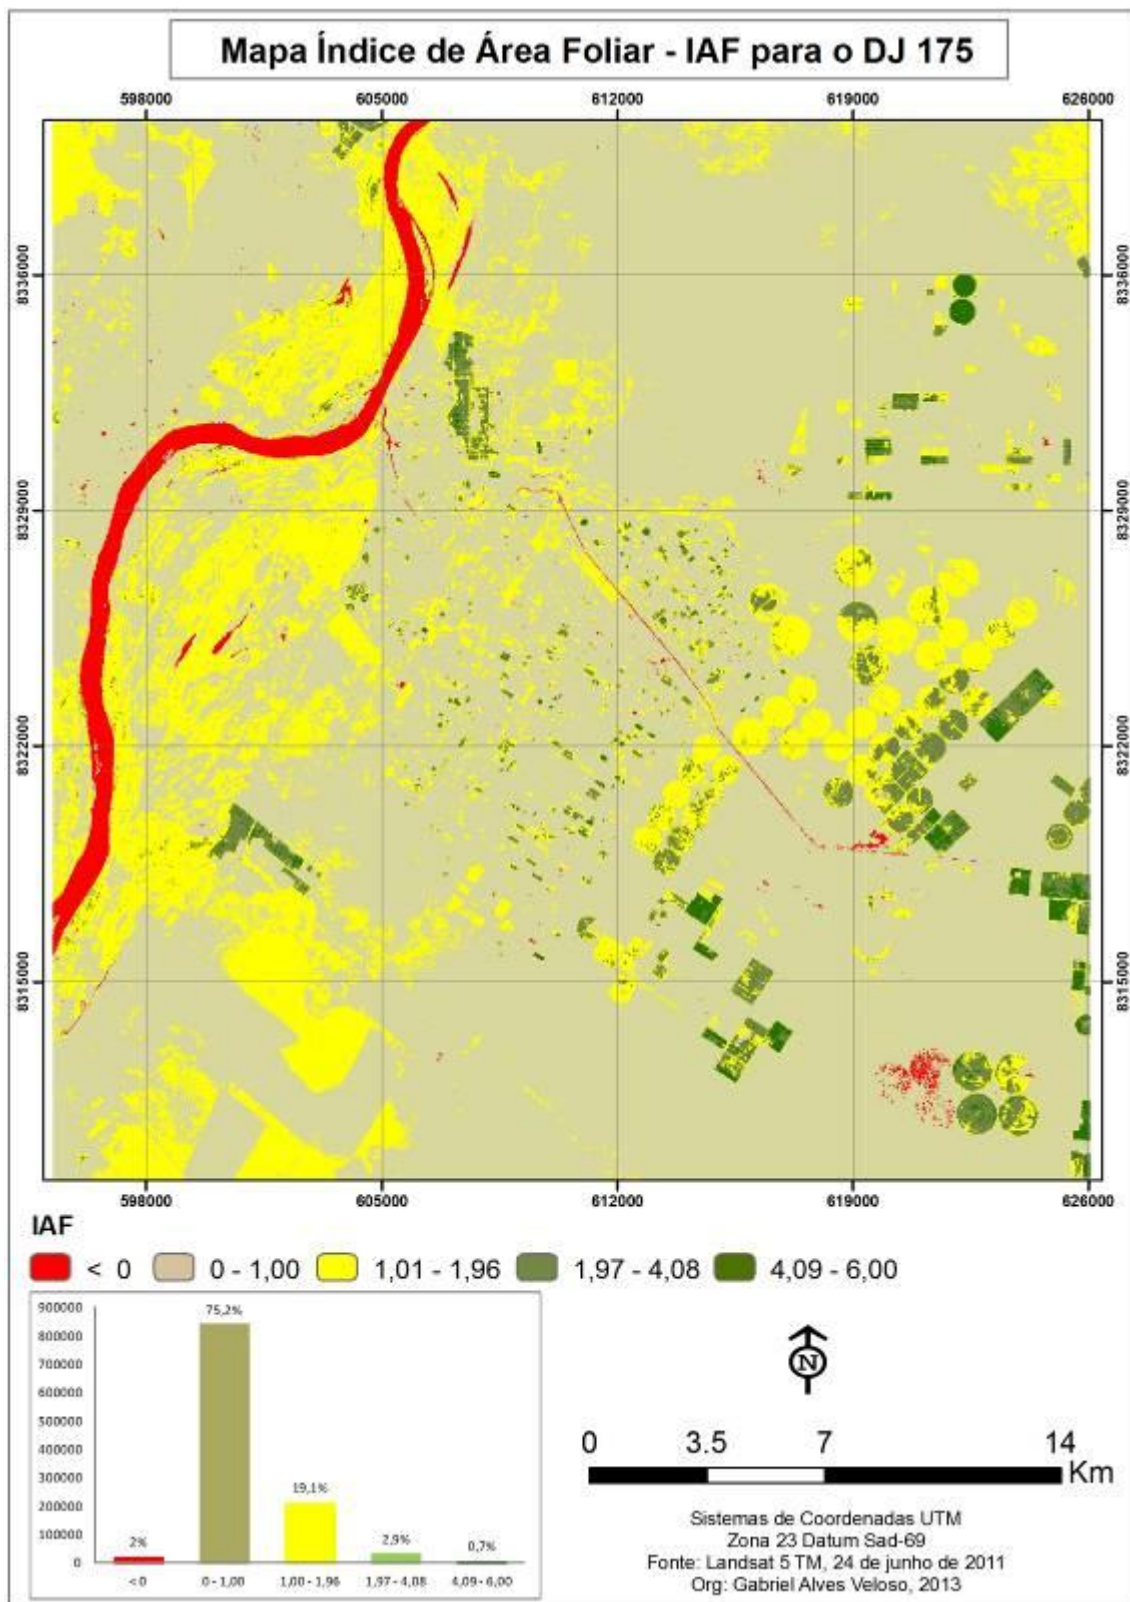 Mapa Índice de Área Foliar - IAF para o DJ 175
598000 605000 612000 619000 626000
8336000 8336000
8329000 8329000
8322000 8322000
8315000 8315000
598000 605000 612000 619000 626000
IAF
< 0 0 - 1,00 1,01 - 1,96 1,97 - 4,08 4,09 - 6,00
900000
800000
700000
600000
500000
400000
300000
200000
100000
0
2% 75,2% 19,1% 2,9% 0,7%
< 0 0 - 1,00 1,00 - 1,96 1,97 - 4,08 4,09 - 6,00
N
0 3.5 7 14
Km
Sistemas de Coordenadas UTM
Zona 23 Datum Sad-69
Fonte: Landsat 5 TM, 24 de junho de 2011
Org: Gabriel Alves Veloso, 2013